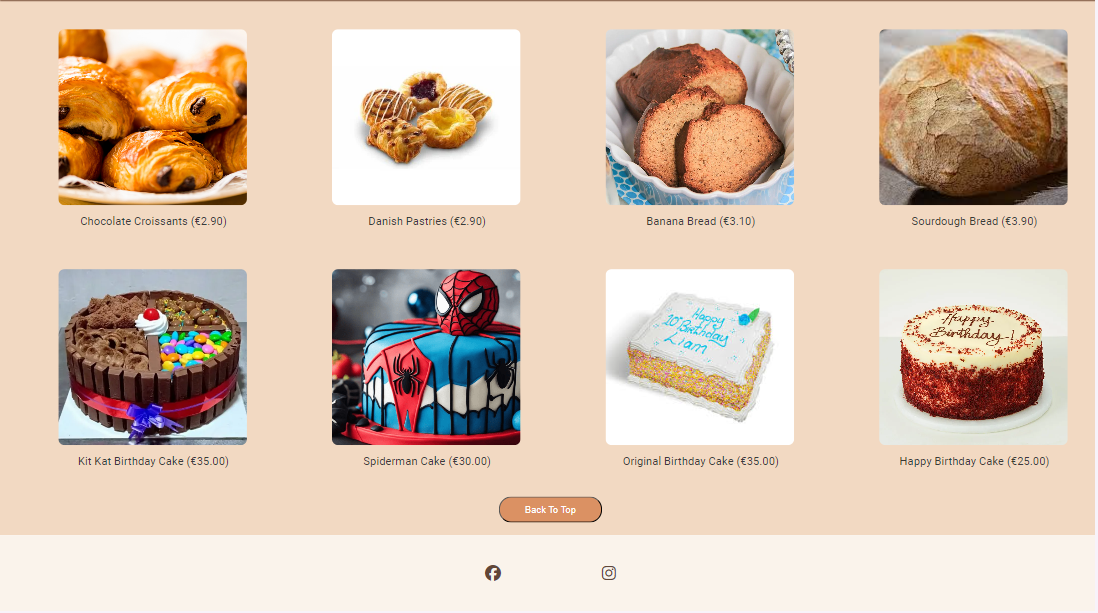 Chocolate Croissants (€2.90)
Danish Pastries (€2.90)
Banana Bread (€3.10)
Sourdough Bread (€3.90)
Happy
10th Birthday
Liam
Happy
Birthday!
Kit Kat Birthday Cake (€35.00)
Spiderman Cake (€30.00)
Original Birthday Cake (€35.00)
Happy Birthday Cake (€25.00)
Back To Top